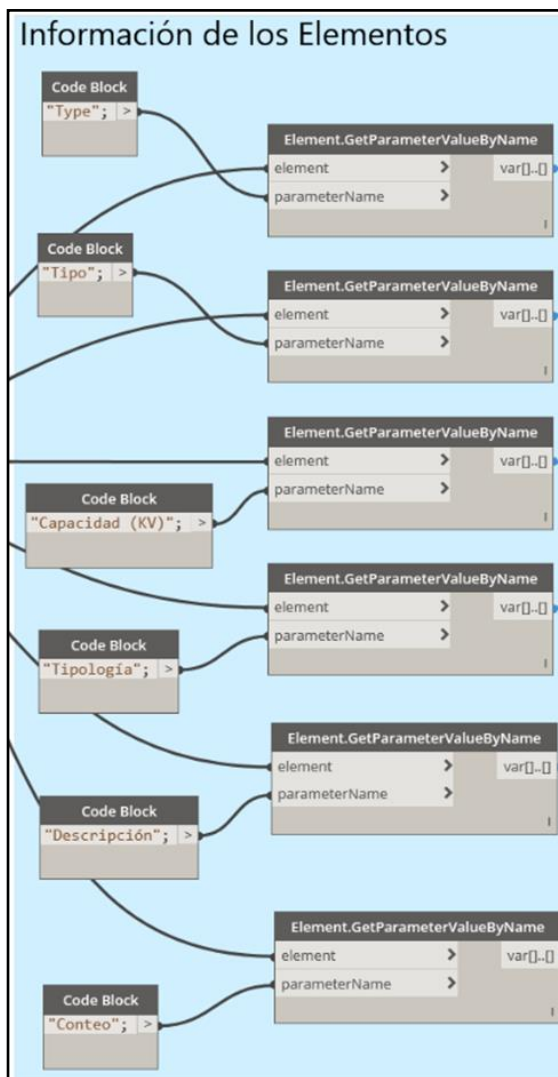 Información de los Elementos
Code Block
"Type"; >
Element.GetParameterValueByName
element > var[]..[]
parameterName >
Code Block
"Tipo"; >
Element.GetParameterValueByName
element > var[]..[]
parameterName >
Element.GetParameterValueByName
element > var[]..[]
parameterName >
Code Block
"Capacidad (KV)"; >
Element.GetParameterValueByName
element > var[]..[]
parameterName >
Code Block
"Tipología"; >
Element.GetParameterValueByName
element > var[]..[]
parameterName >
Code Block
"Descripción"; >
Element.GetParameterValueByName
element > var[]..[]
parameterName >
Code Block
"Conteo"; >